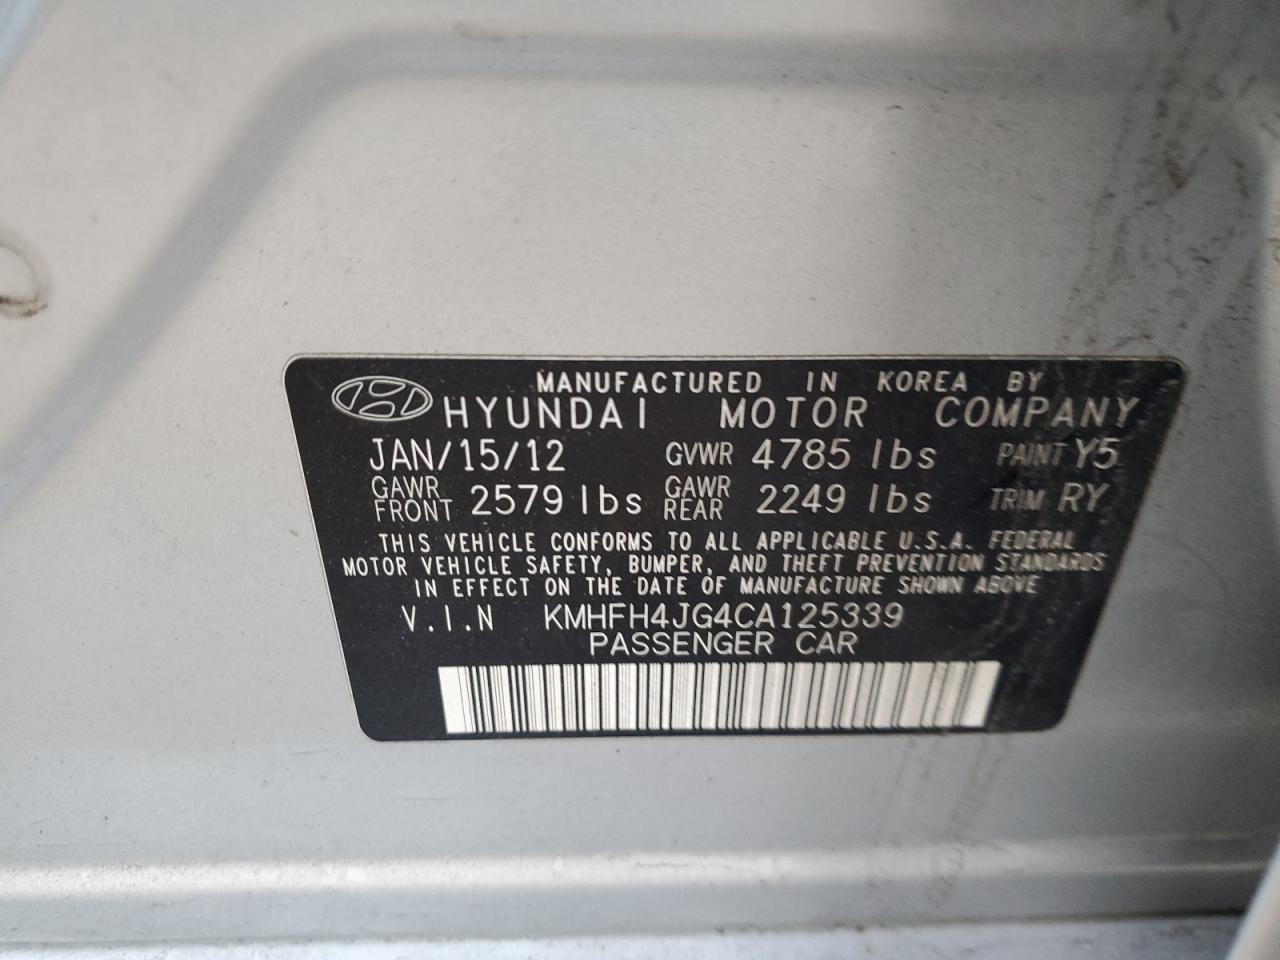 MANUFACTURED IN KOREA BY
HYUNDAI MOTOR COMPANY
JAN/15/12 GVWR 4785 lbs PAINT Y5
GAWR FRONT 2579 lbs GAWR REAR 2249 lbs TRIM RY
THIS VEHICLE CONFORMS TO ALL APPLICABLE U.S.A. FEDERAL
MOTOR VEHICLE SAFETY, BUMPER, AND THEFT PREVENTION STANDARDS
IN EFFECT ON THE DATE OF MANUFACTURE SHOWN ABOVE
V.I.N KMHFH4JG4CA125339
PASSENGER CAR